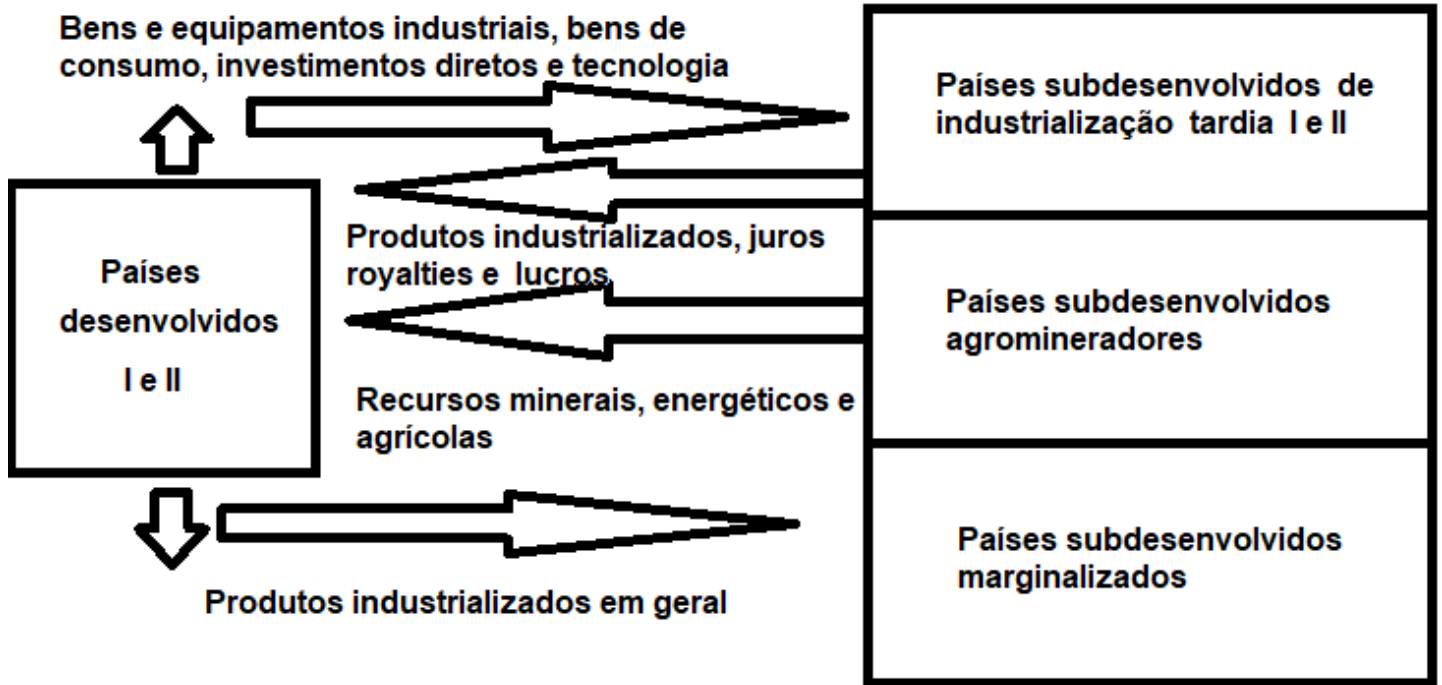 Bens e equipamentos industriais, bens de
consumo, investimentos diretos e tecnologia
Países subdesenvolvidos de
industrialização tardia I e II
Países
desenvolvidos
I e II
Produtos industrializados, juros
royalties e lucros
Países subdesenvolvidos
agromineradores
Recursos minerais, energéticos e
agrícolas
Países subdesenvolvidos
marginalizados
Produtos industrializados em geral